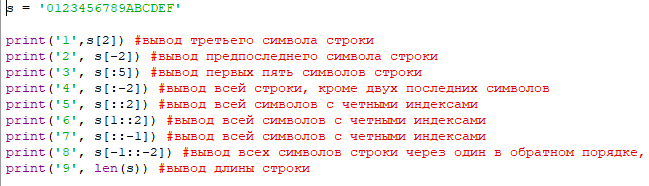 s = '0123456789ABCDEF'
print('1',s[2]) #вывод третьего символа строки
print('2', s[-2]) #вывод предпоследнего символа строки
print('3', s[:5]) #вывод первых пять символов строки
print('4', s[:-2]) #вывод всей строки, кроме двух последних символов
print('5', s[::2]) #вывод всей символов с четными индексами
print('6', s[1::2]) #вывод всей символов с четными индексами
print('7', s[::-1]) #вывод всей символов с четными индексами
print('8', s[-1::-2]) #вывод всех символов строки через один в обратном порядке,
print('9', len(s)) #вывод длины строки